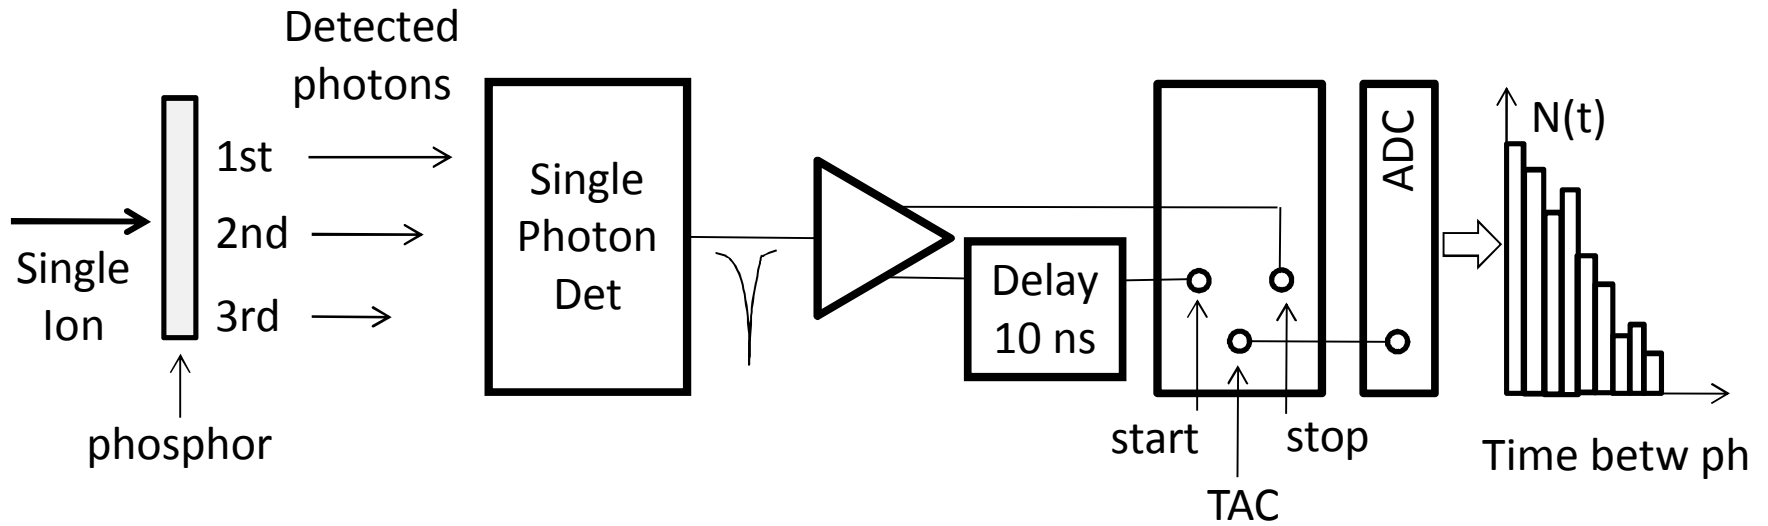 Detected
photons
1st
2nd
3rd
Single
Ion
phosphor
Single
Photon
Det
Delay
10 ns
start
stop
TAC
ADC
N(t)
Time betw ph